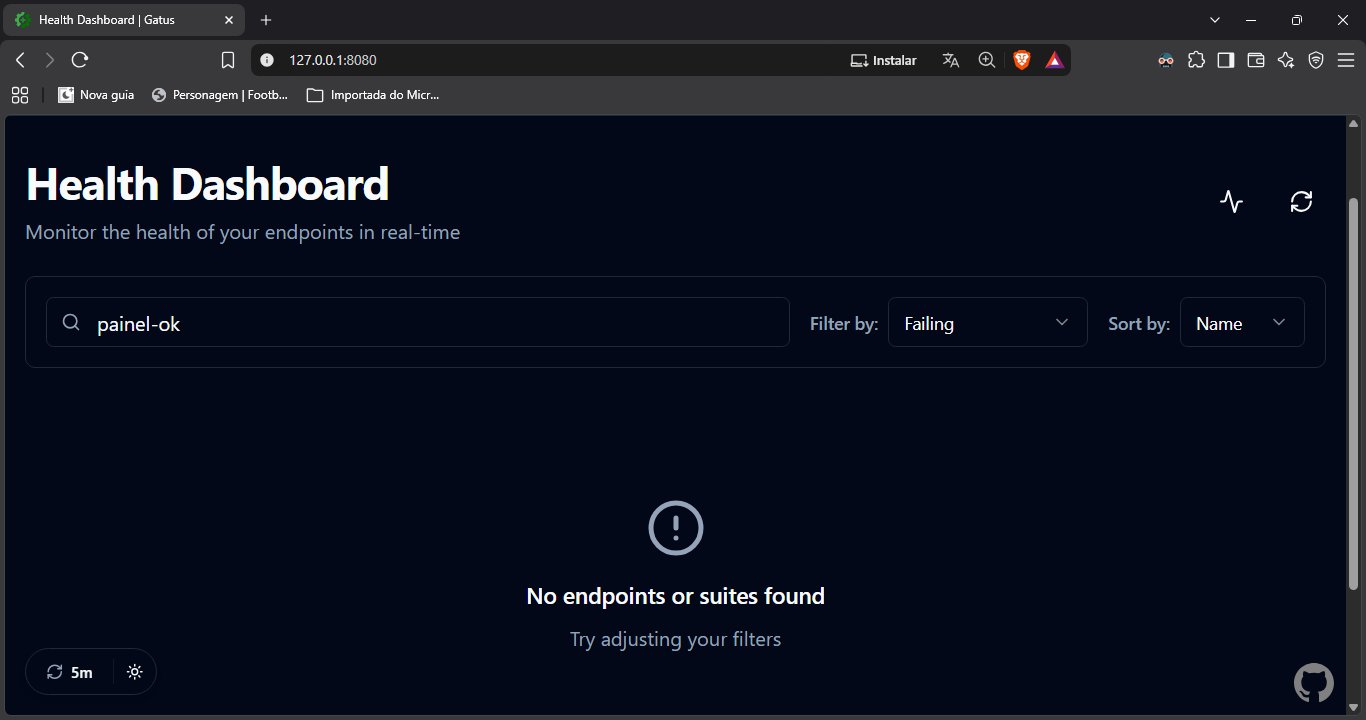 Health Dashboard | Gatus
127.0.0.1:8080
Instalar
Nova guia
Personagem | Footb...
Importada do Micr...
Health Dashboard
Monitor the health of your endpoints in real-time
painel-ok
Filter by:
Failing
Sort by:
Name
No endpoints or suites found
Try adjusting your filters
5m